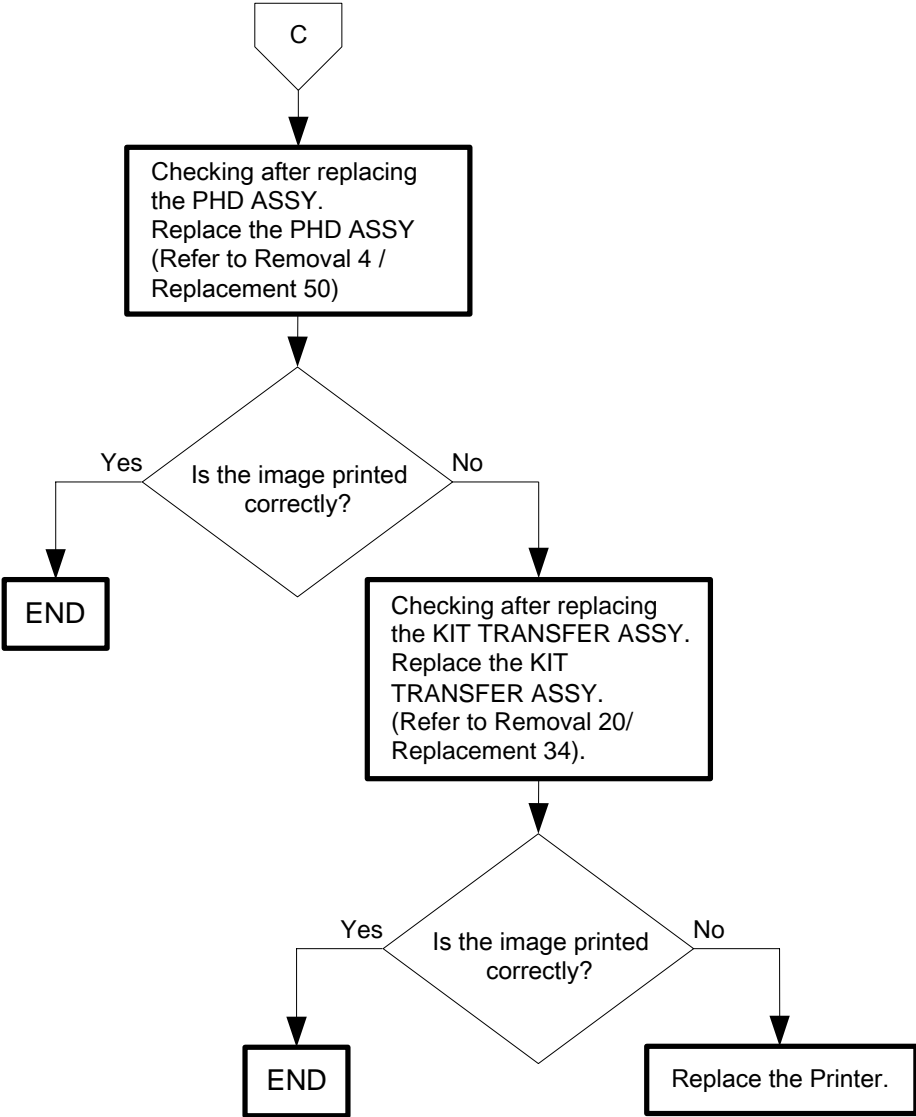 C
Checking after replacing
the PHD ASSY.
Replace the PHD ASSY
(Refer to Removal 4 /
Replacement 50)
Yes
No
Is the image printed
correctly?
END
Checking after replacing
the KIT TRANSFER ASSY.
Replace the KIT
TRANSFER ASSY.
(Refer to Removal 20/
Replacement 34).
Yes
No
Is the image printed
correctly?
END
Replace the Printer.